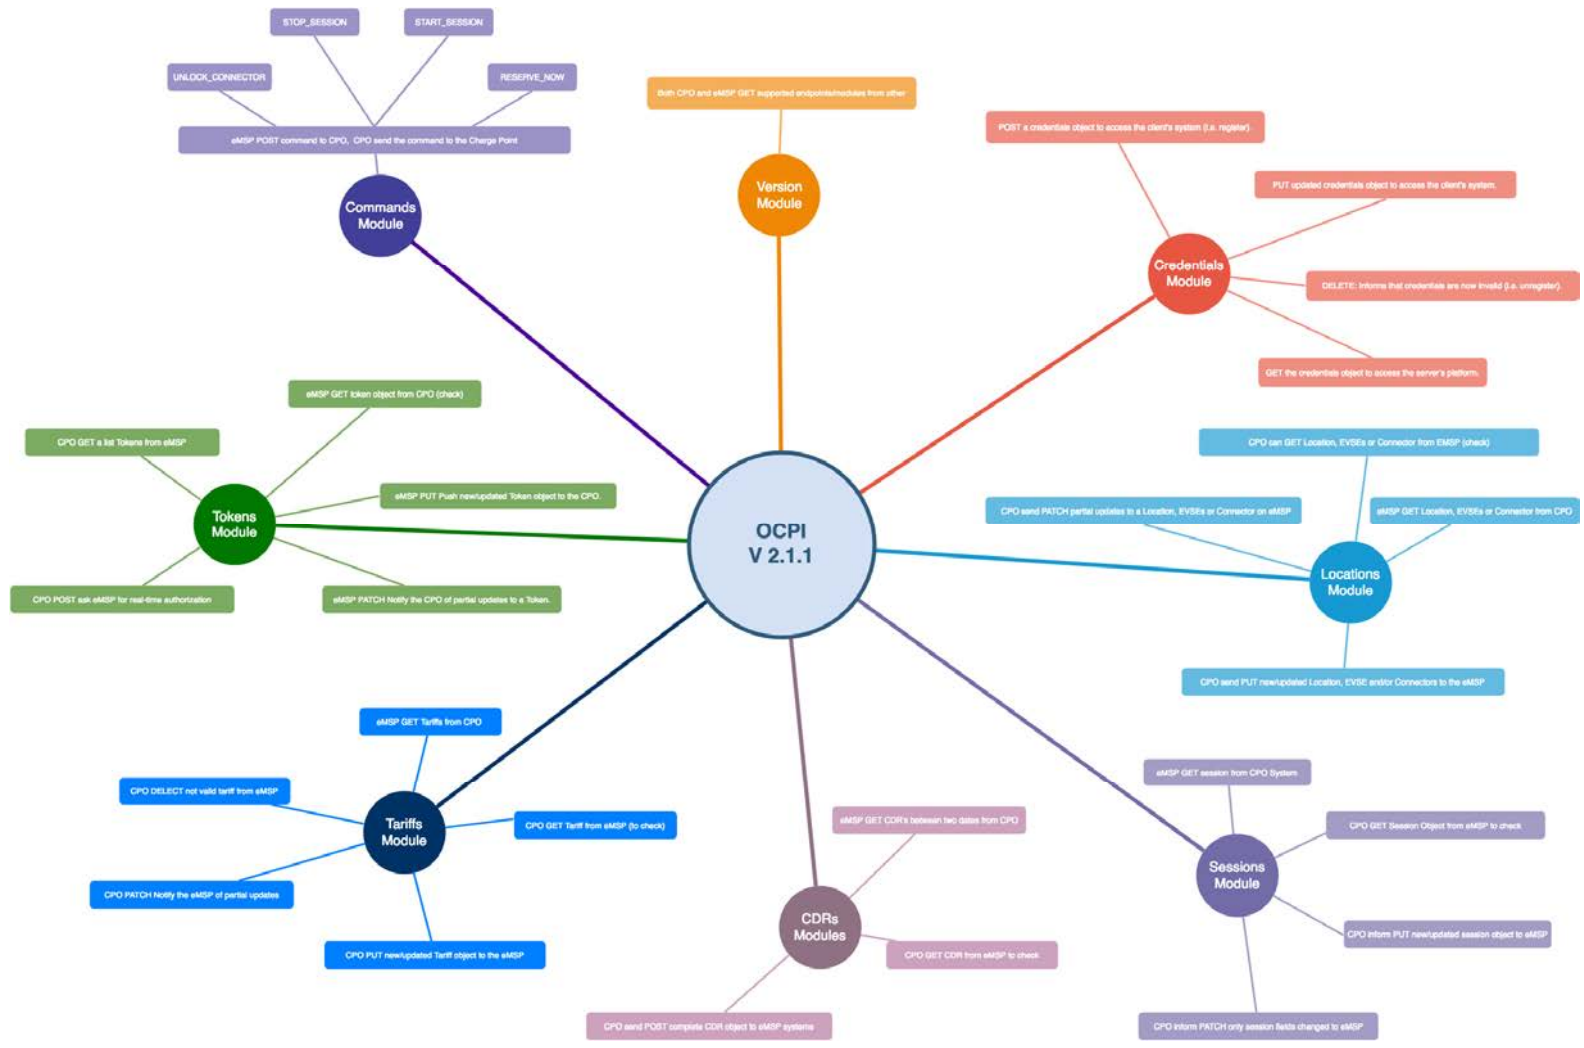 STOP_SESSION
START_SESSION
UNLOCK_CONNECTOR
RESERVE_NOW
eMSP POST command to CPO, CPO send the command to the Charge Point
Commands
Module
Both CPO and eMSP GET supported endpoints/modules from other
Version
Module
POST a credentials object to access the client's system (i.e. register).
PUT updated credentials object to access the client's system.
Credentials
Module
DELETE: Informs that credentials are now invalid (i.e. unregister).
GET the credentials object to access the server's platform.
eMSP GET token object from CPO (check)
CPO GET a list Tokens from eMSP
eMSP PUT Push new/updated Token object to the CPO.
Tokens
Module
CPO POST ask eMSP for real-time authorization
eMSP PATCH Notify the CPO of partial updates to a Token.
OCPI
V 2.1.1
CPO can GET Location, EVSEs or Connector from EMSP (check)
CPO send PATCH partial updates to a Location, EVSEs or Connector on eMSP
eMSP GET Location, EVSEs or Connector from CPO
Locations
Module
CPO send PUT new/updated Location, EVSE and/or Connectors to the eMSP
eMSP GET Tariffs from CPO
CPO DELECT not valid tariff from eMSP
CPO GET Tariff from eMSP (to check)
Tariffs
Module
CPO PATCH Notify the eMSP of partial updates
CPO PUT new/updated Tariff object to the eMSP
eMSP GET CDR's between two dates from CPO
CDRs
Modules
CPO GET CDR from eMSP to check
CPO send POST complete CDR object to eMSP systems
eMSP GET session from CPO System
CPO GET Session Object from eMSP to check
Sessions
Module
CPO inform PUT new/updated session object to eMSP
CPO inform PATCH only session fields changed to eMSP